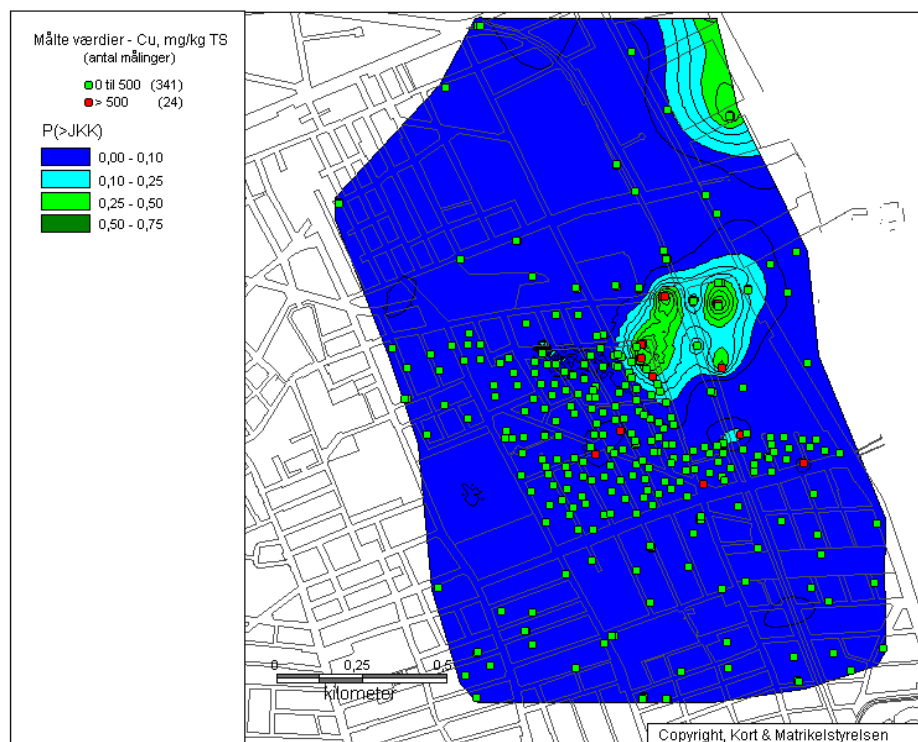 Målte værdier - Cu, mg/kg TS
(antal målinger)
0 til 500 (341)
> 500 (24)
P(>JKK)
0,00 - 0,10
0,10 - 0,25
0,25 - 0,50
0,50 - 0,75
0 0,25 0,5
kilometer
Copyright, Kort & Matrikelstyrelsen